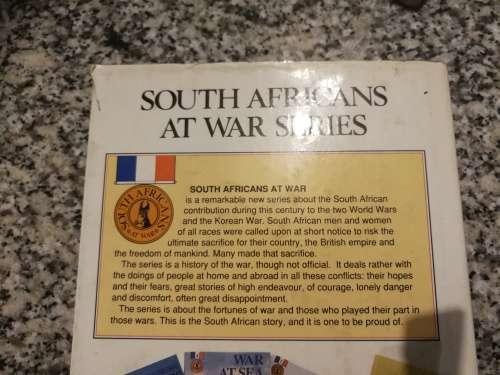 SOUTH AFRICANS
AT WAR SERIES
SOUTH AFRICANS AT WAR
is a remarkable new series about the South African
contribution during this century to the two World Wars
and the Korean War. South African men and women
of all races were called upon at short notice to risk the
ultimate sacrifice for their country, the British empire and
the freedom of mankind. Many made that sacrifice.
The series is a history of the war, though not official. It deals rather with
the doings of people at home and abroad in all these conflicts: their hopes
and their fears, great stories of high endeavour, of courage, lonely danger
and discomfort, often great disappointment.
The series is about the fortunes of war and those who played their part in
those wars. This is the South African story, and it is one to be proud of.
SOUTH AFRICANS
AT WAR
WAR
AT SEA